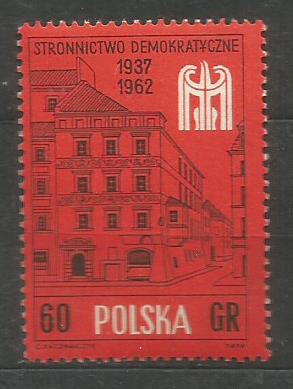 STRONNICTWO DEMOKRATYCZNE
1937
1962
60 POLSKA GR